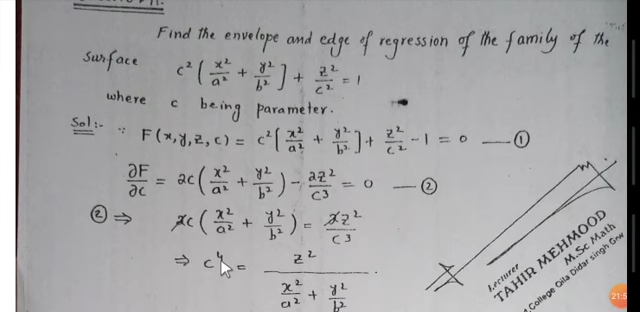 Find the envelope and edge of regression of the family of the
surface c²(x²/a² + y²/b²) + z²/c² = 1
where c being parameter.
Sol:- ∵ F(x,y,z,c) = c²(x²/a² + y²/b²) + z²/c² - 1 = 0 —— ①
∂F/∂c = 2c(x²/a² + y²/b²) - 2z²/c³ = 0 —— ②
② ⇒ 2c(x²/a² + y²/b²) = 2z²/c³
⇒ c⁴ = z² / (x²/a² + y²/b²)
Lecturer
TAHIR MEHMOOD
M.Sc Math
College Qila Didar singh Grw
21:5